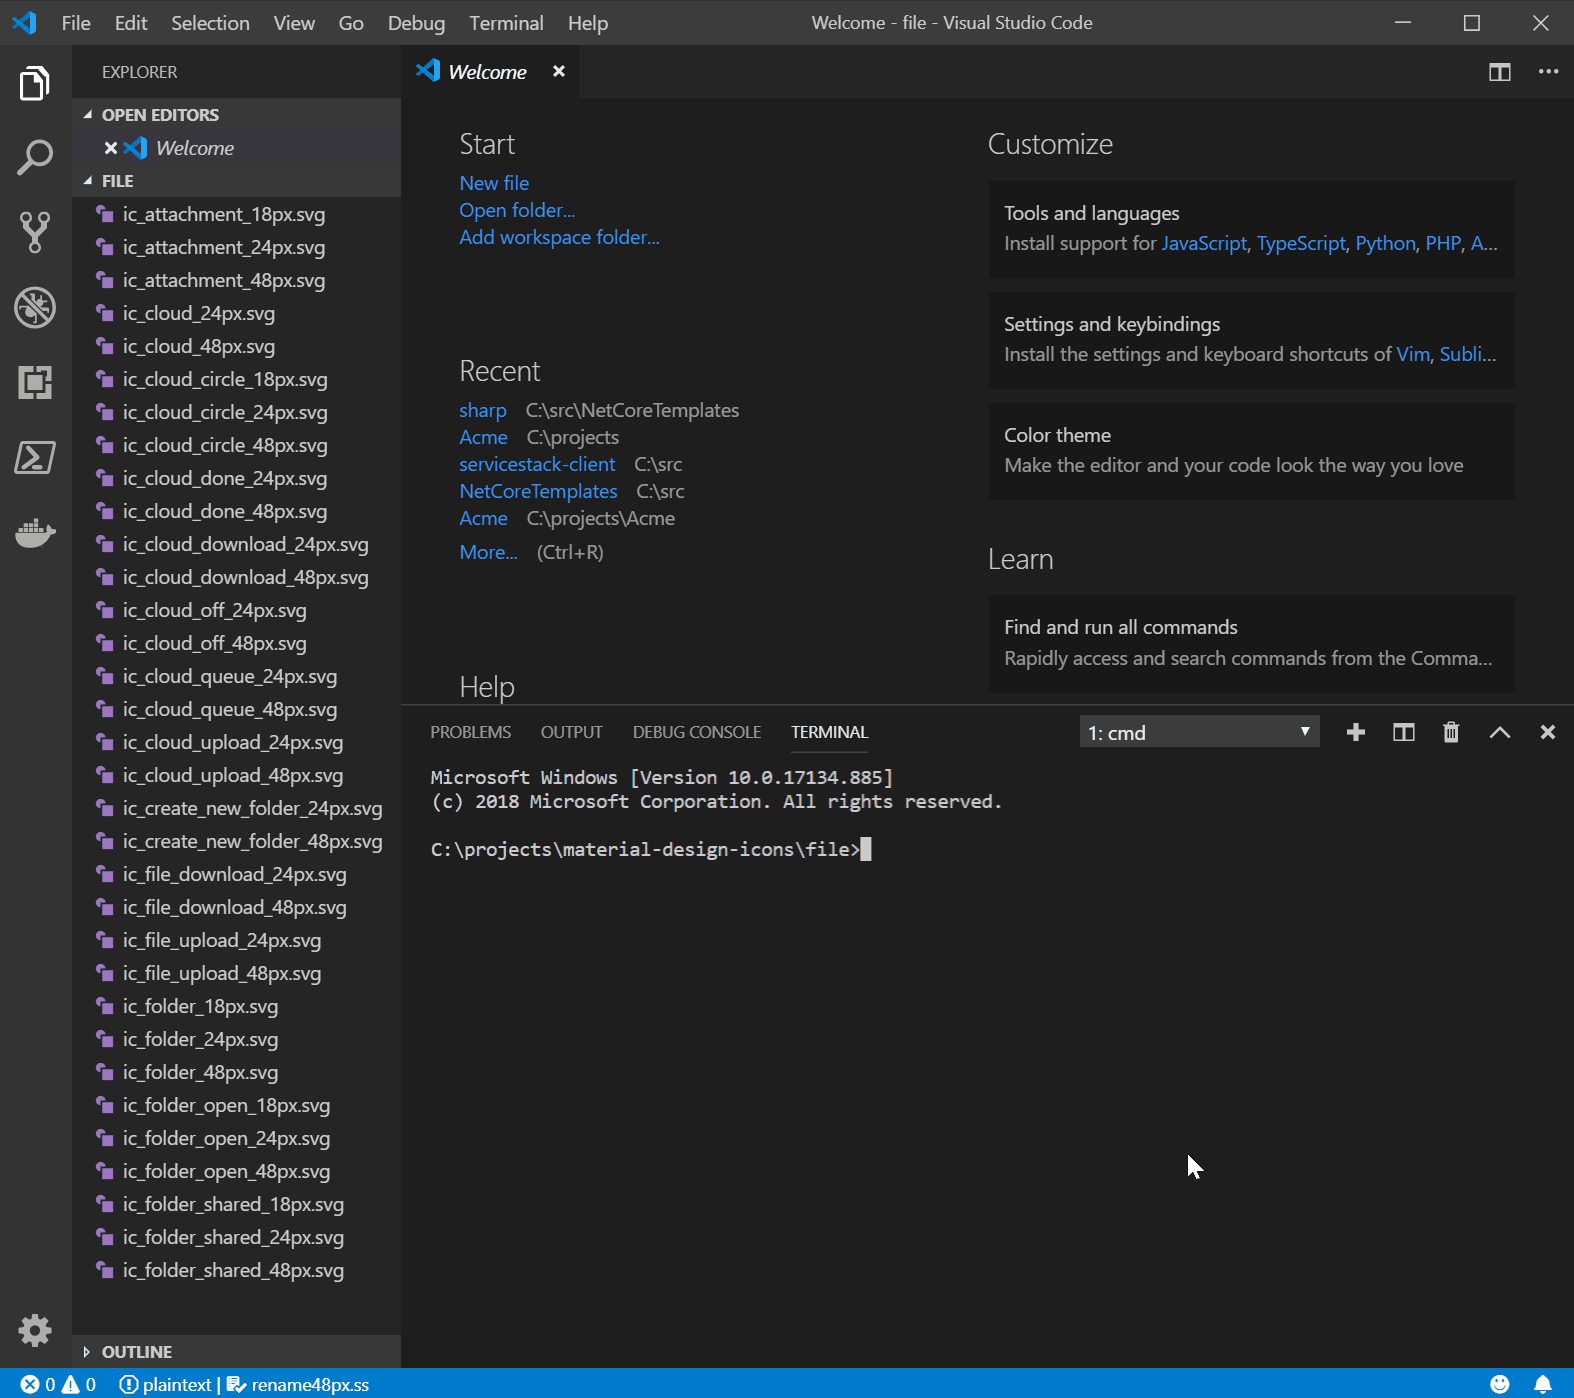 File Edit Selection View Go Debug Terminal Help
Welcome - file - Visual Studio Code
EXPLORER
OPEN EDITORS
Welcome
FILE
ic_attachment_18px.svg
ic_attachment_24px.svg
ic_attachment_48px.svg
ic_cloud_24px.svg
ic_cloud_48px.svg
ic_cloud_circle_18px.svg
ic_cloud_circle_24px.svg
ic_cloud_circle_48px.svg
ic_cloud_done_24px.svg
ic_cloud_done_48px.svg
ic_cloud_download_24px.svg
ic_cloud_download_48px.svg
ic_cloud_off_24px.svg
ic_cloud_off_48px.svg
ic_cloud_queue_24px.svg
ic_cloud_queue_48px.svg
ic_cloud_upload_24px.svg
ic_cloud_upload_48px.svg
ic_create_new_folder_24px.svg
ic_create_new_folder_48px.svg
ic_file_download_24px.svg
ic_file_download_48px.svg
ic_file_upload_24px.svg
ic_file_upload_48px.svg
ic_folder_18px.svg
ic_folder_24px.svg
ic_folder_48px.svg
ic_folder_open_18px.svg
ic_folder_open_24px.svg
ic_folder_open_48px.svg
ic_folder_shared_18px.svg
ic_folder_shared_24px.svg
ic_folder_shared_48px.svg
OUTLINE
Welcome
Start
New file
Open folder...
Add workspace folder...
Recent
sharp C:\src\NetCoreTemplates
Acme C:\projects
servicestack-client C:\src
NetCoreTemplates C:\src
Acme C:\projects\Acme
More... (Ctrl+R)
Help
Customize
Tools and languages
Install support for JavaScript, TypeScript, Python, PHP, A...
Settings and keybindings
Install the settings and keyboard shortcuts of Vim, Subli...
Color theme
Make the editor and your code look the way you love
Learn
Find and run all commands
Rapidly access and search commands from the Comma...
PROBLEMS OUTPUT DEBUG CONSOLE TERMINAL
1: cmd
Microsoft Windows [Version 10.0.17134.885]
(c) 2018 Microsoft Corporation. All rights reserved.
C:\projects\material-design-icons\file>
0 0 plaintext | rename48px.ss